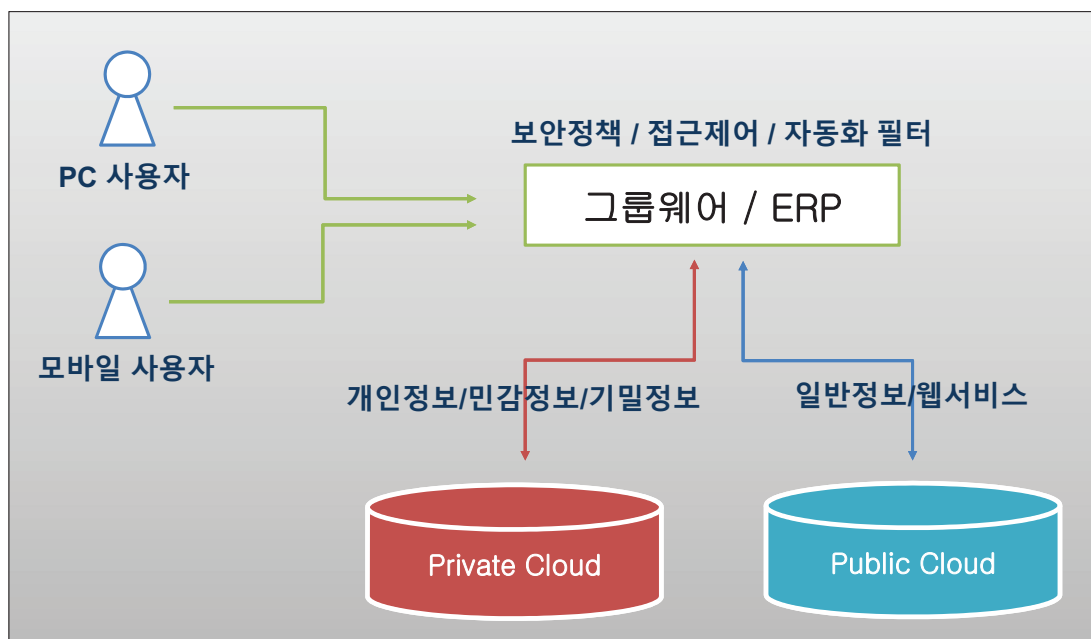 PC 사용자
모바일 사용자
보안정책 / 접근제어 / 자동화 필터
그룹웨어 / ERP
개인정보/민감정보/기밀정보
일반정보/웹서비스
Private Cloud
Public Cloud